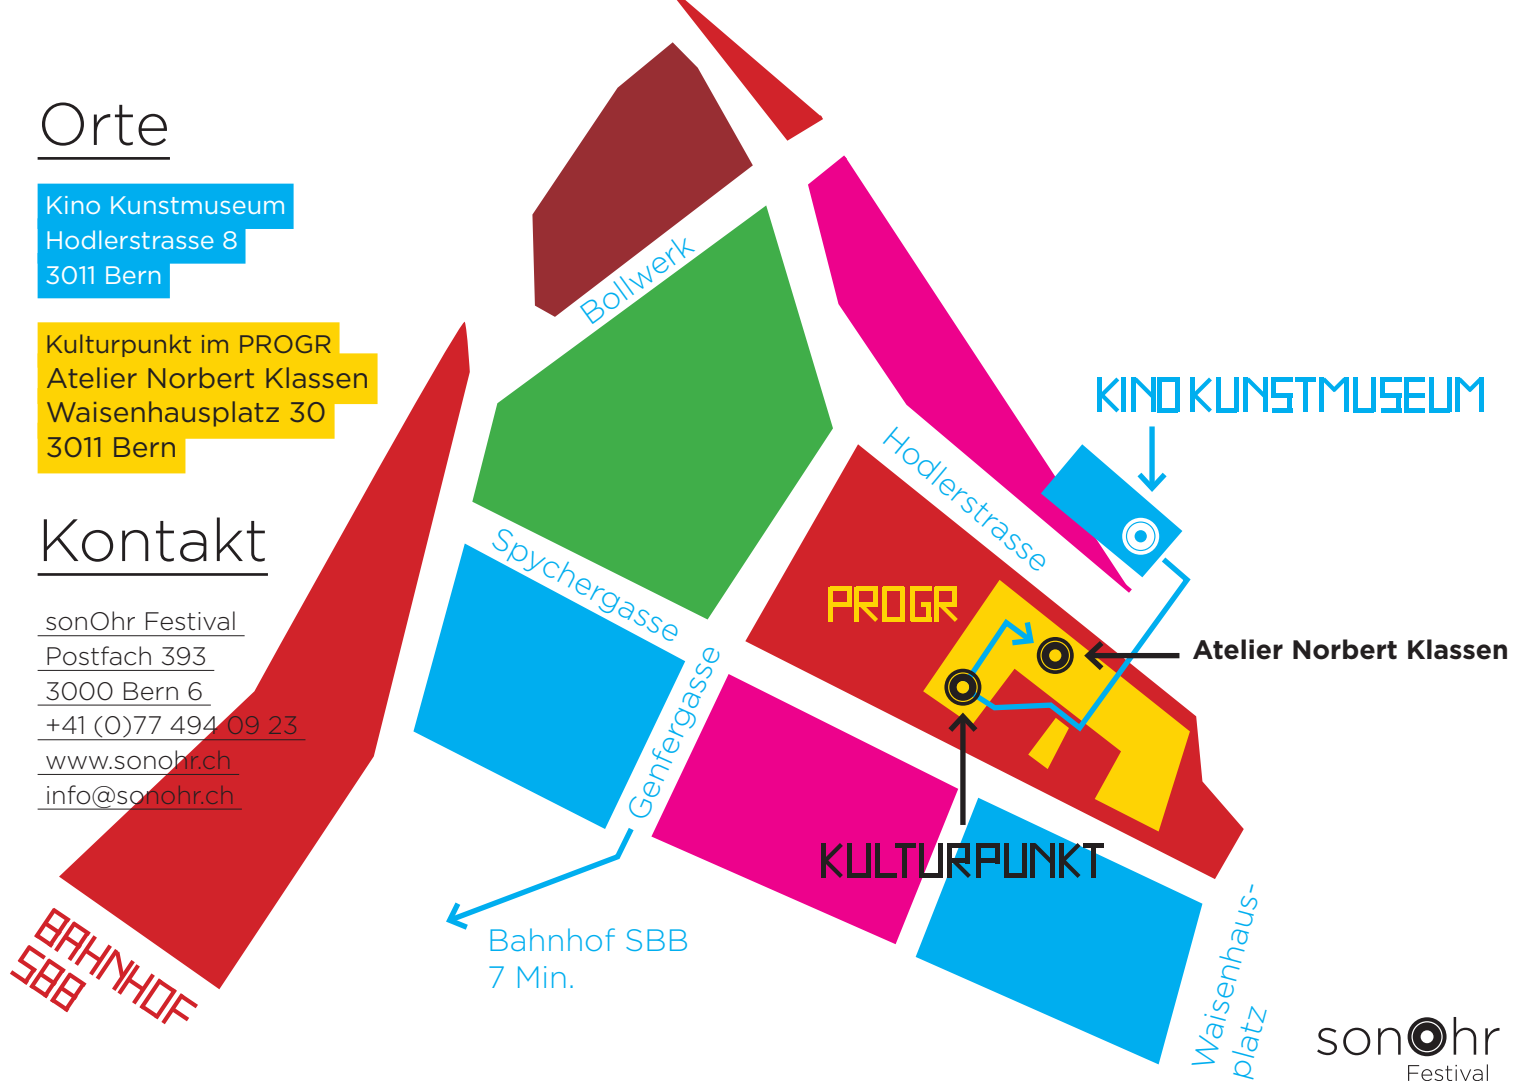 Orte
Kino Kunstmuseum
Hodlerstrasse 8
3011 Bern
Kulturpunkt im PROGR
Atelier Norbert Klassen
Waisenhausplatz 30
3011 Bern
Kontakt
sonOhr Festival
Postfach 393
3000 Bern 6
+41 (0)77 494 09 23
www.sonohr.ch
info@sonohr.ch
BAHNHOF
SBB
Bollwerk
Spychergasse
Genfergasse
Hodlerstrasse
KINO KUNSTMUSEUM
PROGR
Atelier Norbert Klassen
KULTURPUNKT
Bahnhof SBB
7 Min.
Waisenhaus-
platz
sonOhr
Festival